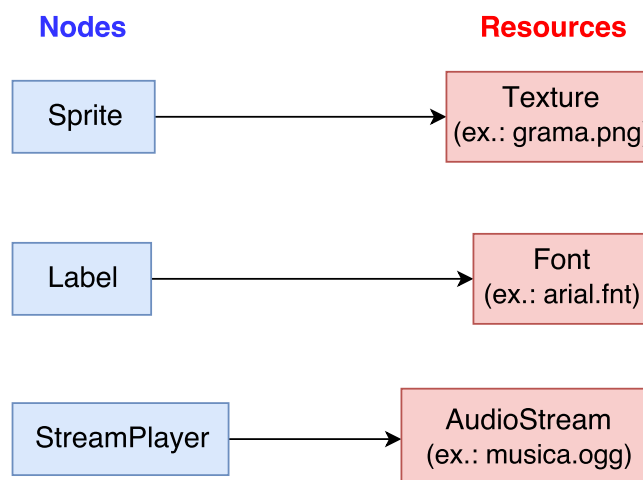 Nodes
Resources
Sprite
Texture
(ex.: grama.png)
Label
Font
(ex.: arial.fnt)
StreamPlayer
AudioStream
(ex.: musica.ogg)